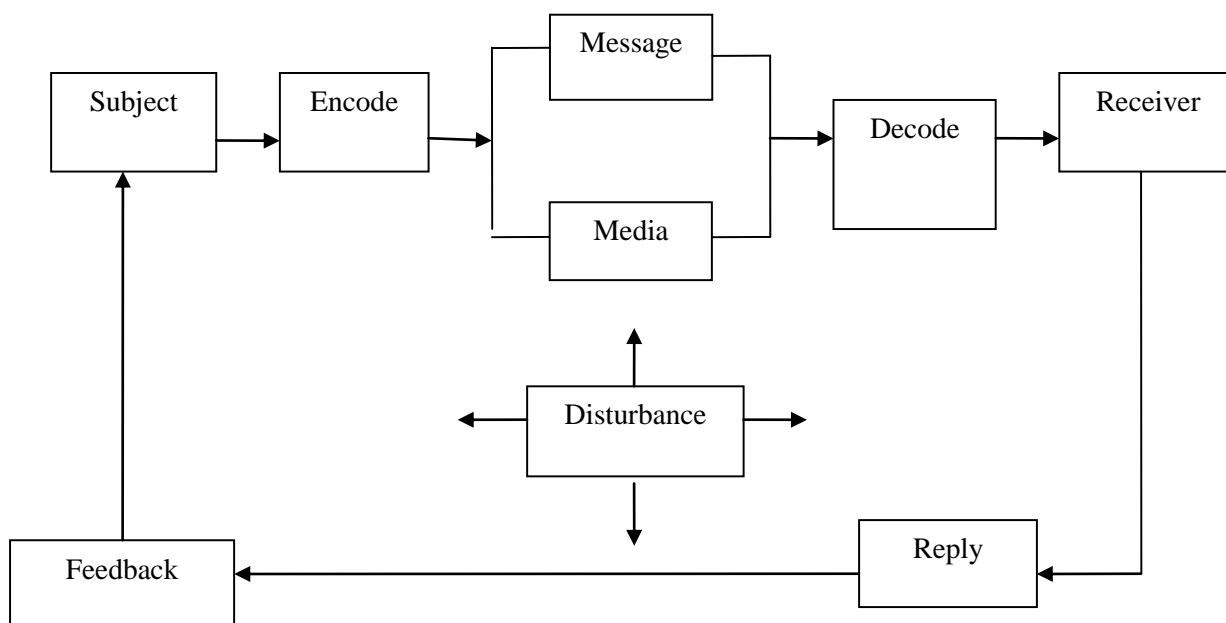 Message
Subject
Encode
Receiver
Decode
Media
Disturbance
Reply
Feedback